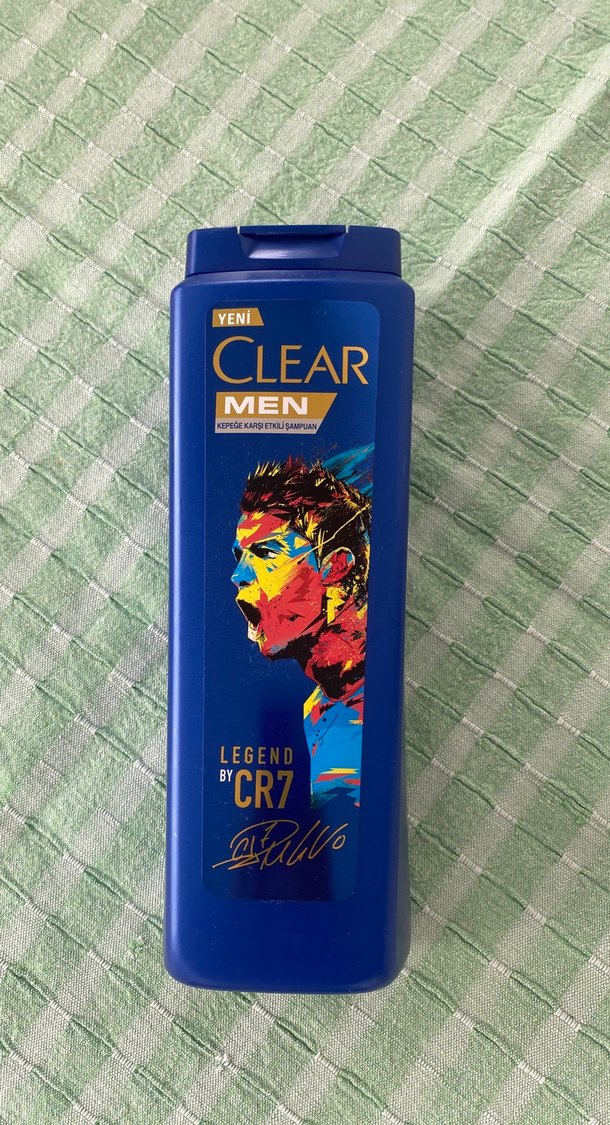 YENİ
CLEAR
MEN
KEPEĞE KARŞI ETKİLİ ŞAMPUAN
LEGEND
BY CR7